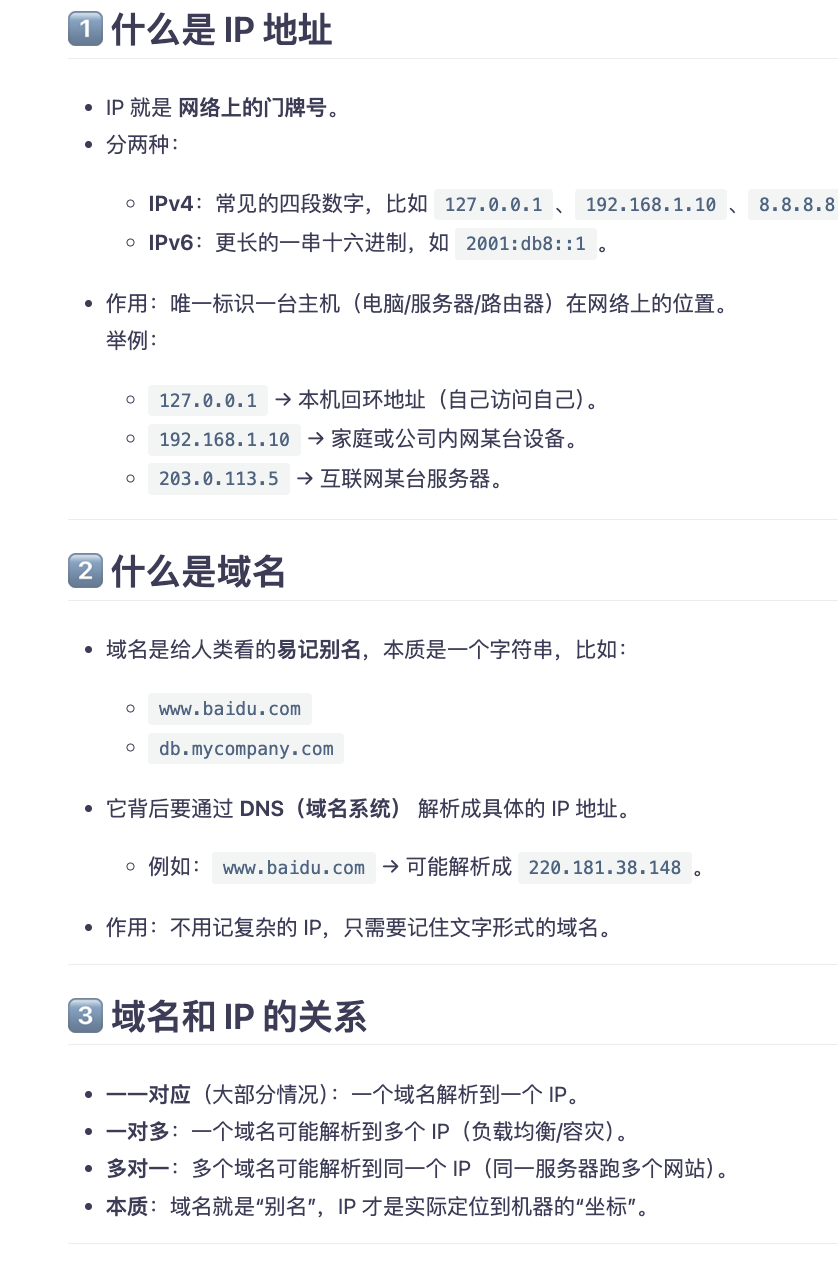 1 什么是 IP 地址
• IP 就是 网络上的门牌号。
• 分两种：
◦ IPv4：常见的四段数字，比如 127.0.0.1 、 192.168.1.10 、 8.8.8.8
◦ IPv6：更长的一串十六进制，如 2001:db8::1 。
• 作用：唯一标识一台主机（电脑/服务器/路由器）在网络上的位置。
举例：
◦ 127.0.0.1 → 本机回环地址（自己访问自己）。
◦ 192.168.1.10 → 家庭或公司内网某台设备。
◦ 203.0.113.5 → 互联网某台服务器。
2 什么是域名
• 域名是给人类看的易记别名，本质是一个字符串，比如：
◦ www.baidu.com
◦ db.mycompany.com
• 它背后要通过 DNS（域名系统） 解析成具体的 IP 地址。
◦ 例如： www.baidu.com → 可能解析成 220.181.38.148 。
• 作用：不用记复杂的 IP，只需要记住文字形式的域名。
3 域名和 IP 的关系
• 一一对应（大部分情况）：一个域名解析到一个 IP。
• 一对多：一个域名可能解析到多个 IP（负载均衡/容灾）。
• 多对一：多个域名可能解析到同一个 IP（同一服务器跑多个网站）。
• 本质：域名就是“别名”，IP 才是实际定位到机器的“坐标”。